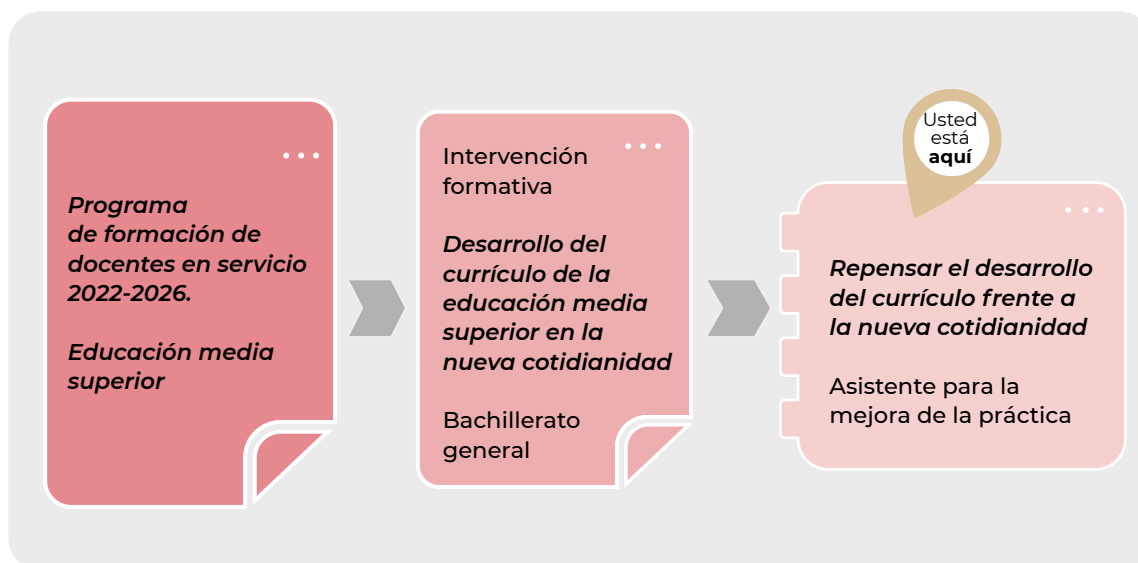 Programa
de formación de
docentes en servicio
2022-2026.
Educación media
superior
Intervención
formativa
Desarrollo del
currículo de la
educación media
superior en la
nueva cotidianidad
Bachillerato
general
Usted
está
aquí
Repensar el desarrollo
del currículo frente a
la nueva cotidianidad
Asistente para la
mejora de la práctica